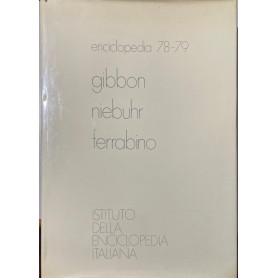 enciclopedia 78-79
gibbon
niebuhr
ferrabino
ISTITUTO
DELLA
ENCICLOPEDIA
ITALIANA